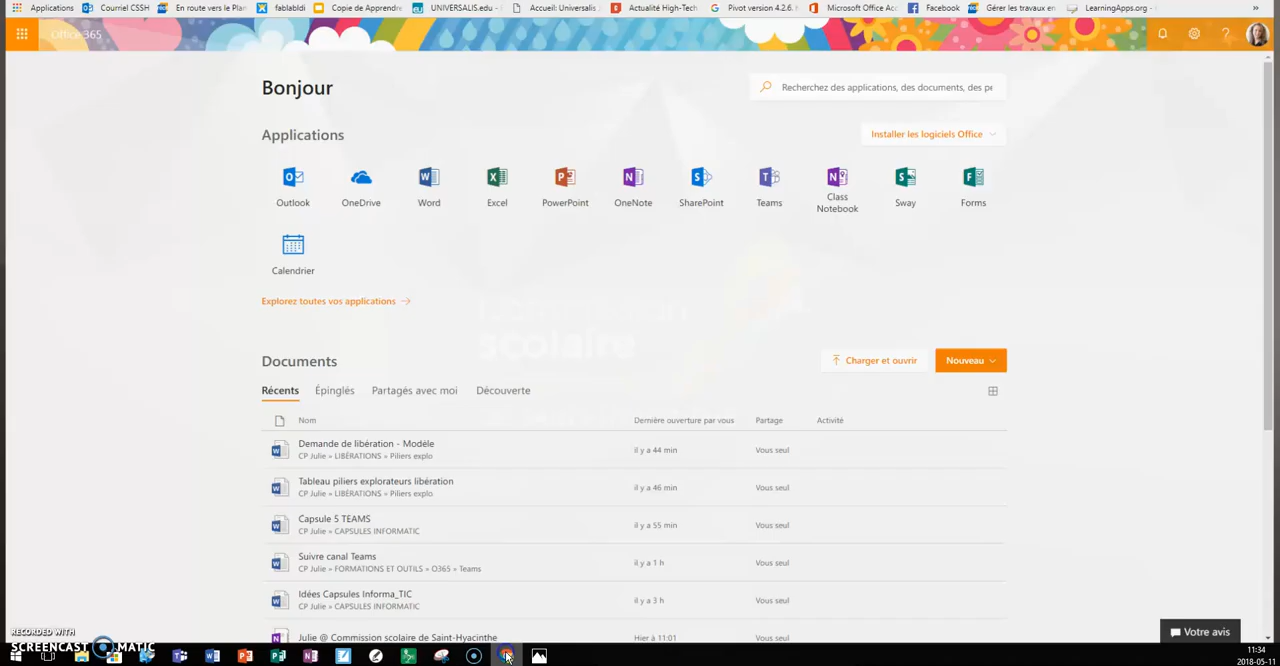 Applications Courriel CSSH En route vers le Plan fablabldi Copie de Apprendre UNIVERSALIS.edu - Accueil: Universalis Actualité High-Tech Pivot version 4.2.6. Microsoft Office Acc Facebook Gérer les travaux en LearningApps.org - »
Office 365 ?
Bonjour
Recherchez des applications, des documents, des pe
Applications
Installer les logiciels Office
Outlook OneDrive Word Excel PowerPoint OneNote SharePoint Teams Class Notebook Sway Forms
Calendrier
Explorez toutes vos applications →
scolaire
Documents
Charger et ouvrir
Nouveau
Récents Épinglés Partagés avec moi Découverte
Nom Dernière ouverture par vous Partage Activité
Demande de libération - Modèle il y a 44 min Vous seul
CP Julie » LIBÉRATIONS » Piliers explo
Tableau piliers explorateurs libération il y a 46 min Vous seul
CP Julie » LIBÉRATIONS » Piliers explo
Capsule 5 TEAMS il y a 55 min Vous seul
CP Julie » CAPSULES INFORMATIC
Suivre canal Teams il y a 1 h Vous seul
CP Julie » FORMATIONS ET OUTILS » O365 » Teams
Idées Capsules Informa_TIC il y a 3 h Vous seul
CP Julie » CAPSULES INFORMATIC
Julie @ Commission scolaire de Saint-Hyacinthe Hier à 11:01 Vous seul
Votre avis
RECORDED WITH
SCREENCAST MATIC
11:34
2018-05-11